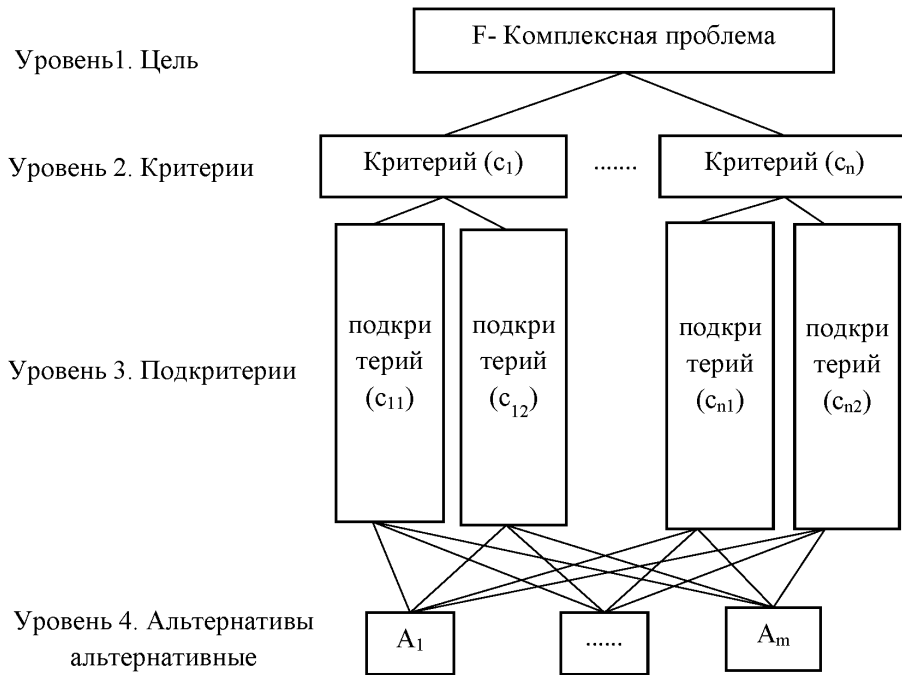 F- Комплексная проблема
Уровень1. Цель
Уровень 2. Критерии
Критерий (c₁)
.......
Критерий (cₙ)
Уровень 3. Подкритерии
подкри
терий
(c₁₁)
подкри
терий
(c₁₂)
подкри
терий
(cₙ₁)
подкри
терий
(cₙ₂)
Уровень 4. Альтернативы
альтернативные
A₁
......
Aₘ